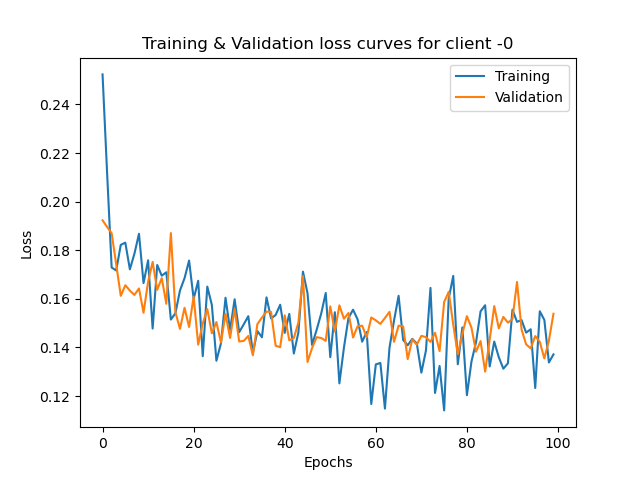 Training & Validation loss curves for client -0
Training
Validation
0.24
0.22
0.20
0.18
0.16
0.14
0.12
Loss
0
20
40
60
80
100
Epochs